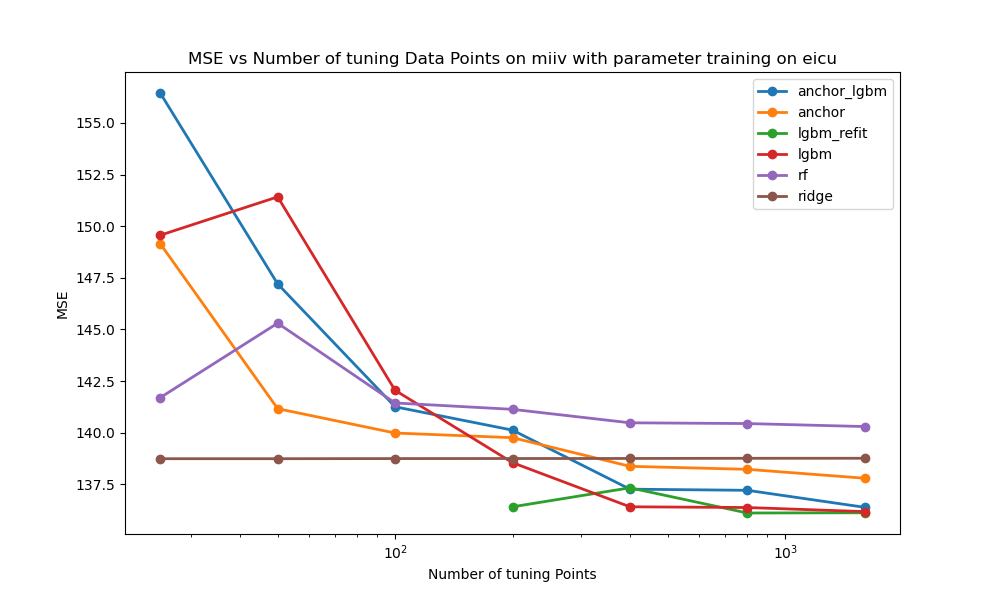 MSE vs Number of tuning Data Points on miiv with parameter training on eicu
anchor_lgbm
anchor
lgbm_refit
lgbm
rf
ridge
155.0
152.5
150.0
147.5
145.0
142.5
140.0
137.5
MSE
10²
10³
Number of tuning Points